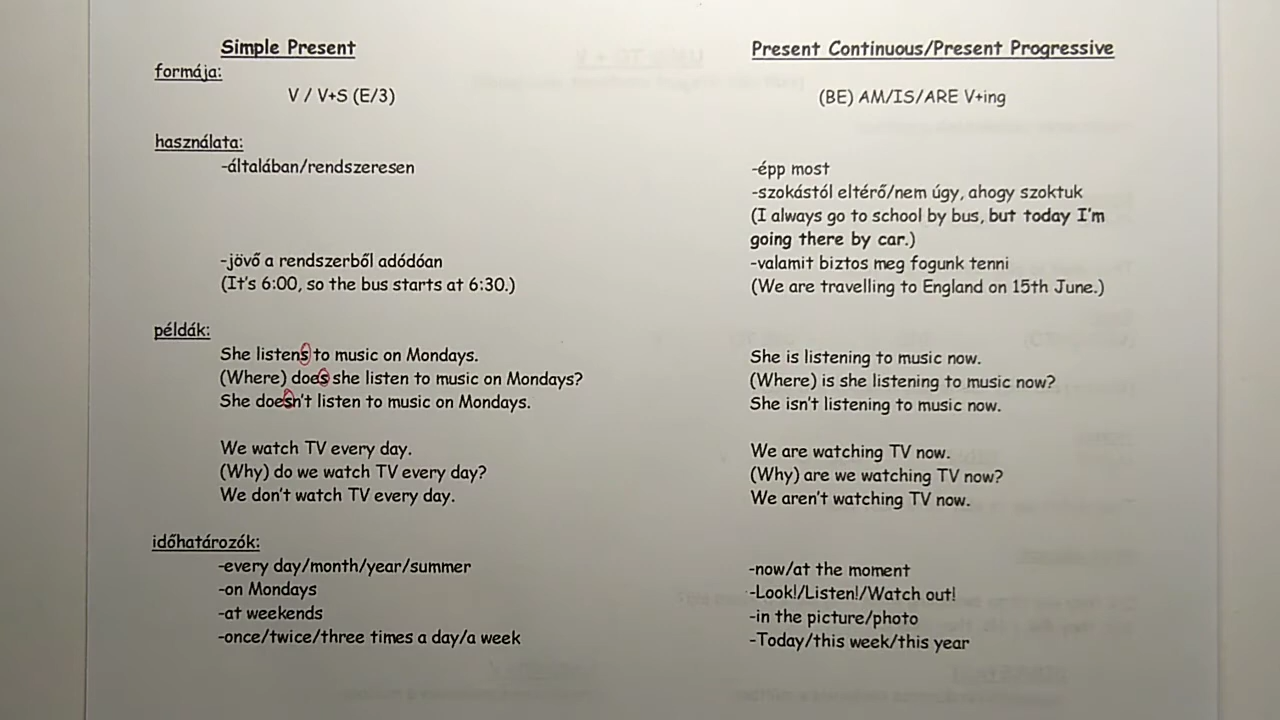 Simple Present
formája:
V / V+S (E/3)
használata:
-általában/rendszeresen
-jövő a rendszerből adódóan
(It's 6:00, so the bus starts at 6:30.)
példák:
She listens to music on Mondays.
(Where) does she listen to music on Mondays?
She doesn't listen to music on Mondays.
We watch TV every day.
(Why) do we watch TV every day?
We don't watch TV every day.
időhatározók:
-every day/month/year/summer
-on Mondays
-at weekends
-once/twice/three times a day/a week
Present Continuous/Present Progressive
(BE) AM/IS/ARE V+ing
-épp most
-szokástól eltérő/nem úgy, ahogy szoktuk
(I always go to school by bus, but today I'm
going there by car.)
-valamit biztos meg fogunk tenni
(We are travelling to England on 15th June.)
She is listening to music now.
(Where) is she listening to music now?
She isn't listening to music now.
We are watching TV now.
(Why) are we watching TV now?
We aren't watching TV now.
-now/at the moment
-Look!/Listen!/Watch out!
-in the picture/photo
-Today/this week/this year